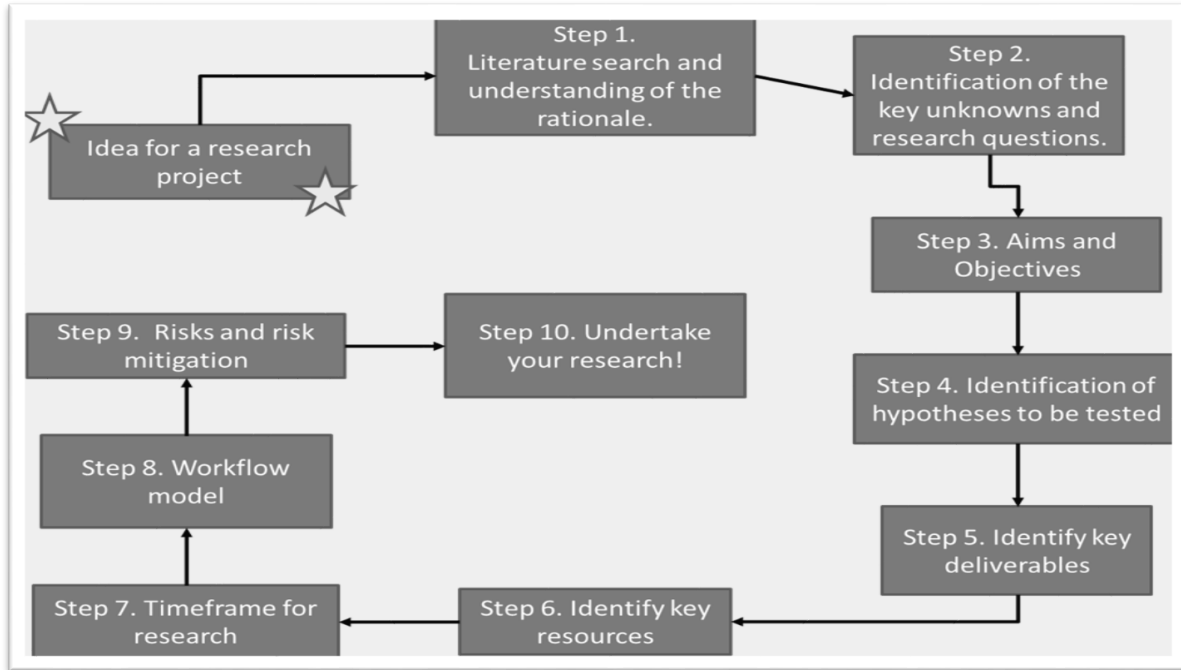 Idea for a research
project
Step 1.
Literature search and
understanding of the
rationale.
Step 2.
Identification of the
key unknowns and
research questions.
Step 3. Aims and
Objectives
Step 4. Identification of
hypotheses to be tested
Step 5. Identify key
deliverables
Step 6. Identify key
resources
Step 7. Timeframe for
research
Step 8. Workflow
model
Step 9.  Risks and risk
mitigation
Step 10. Undertake
your research!